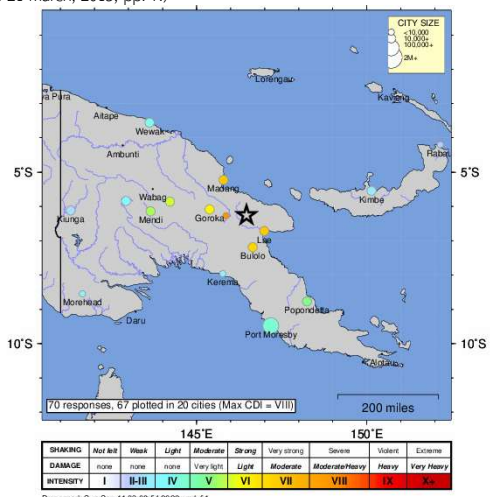 CITY SIZE
<10,000
10,000+
100,000+
2M+
Lorengau
Kavieng
Aitape
Wewak
Ambunti
Rabau
5°S
5°S
Madang
Wabag
Kimbe
Kiunga
Mendi
Goroka
Lae
Bulolo
Kerema
Morehead
Popondetta
Daru
Port Moresby
10°S
10°S
Alotau
70 responses, 67 plotted in 20 cities (Max CDI = VIII)
200 miles
145°E
150°E
SHAKING Not felt Weak Light Moderate Strong Very strong Severe Violent Extreme
DAMAGE none none none Very light Light Moderate Moderate/Heavy Heavy Very Heavy
INTENSITY I II-III IV V VI VII VIII IX X+